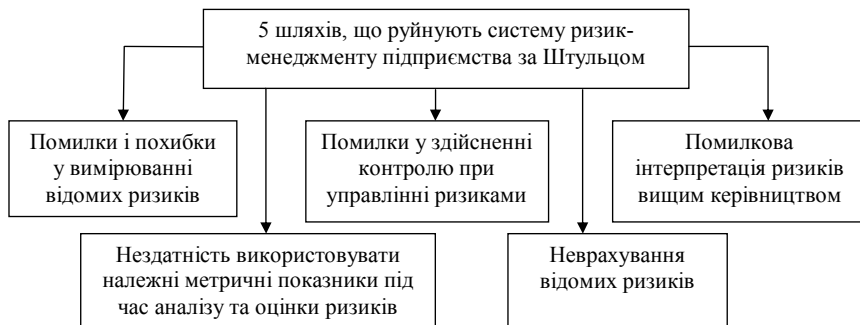 5 шляхів, що руйнують систему ризик-
менеджменту підприємства за Штульцом
Помилки і похибки
у вимірюванні
відомих ризиків
Помилки у здійсненні
контролю при
управлінні ризиками
Помилкова
інтерпретація ризиків
вищим керівництвом
Нездатність використовувати
належні метричні показники під
час аналізу та оцінки ризиків
Неврахування
відомих ризиків